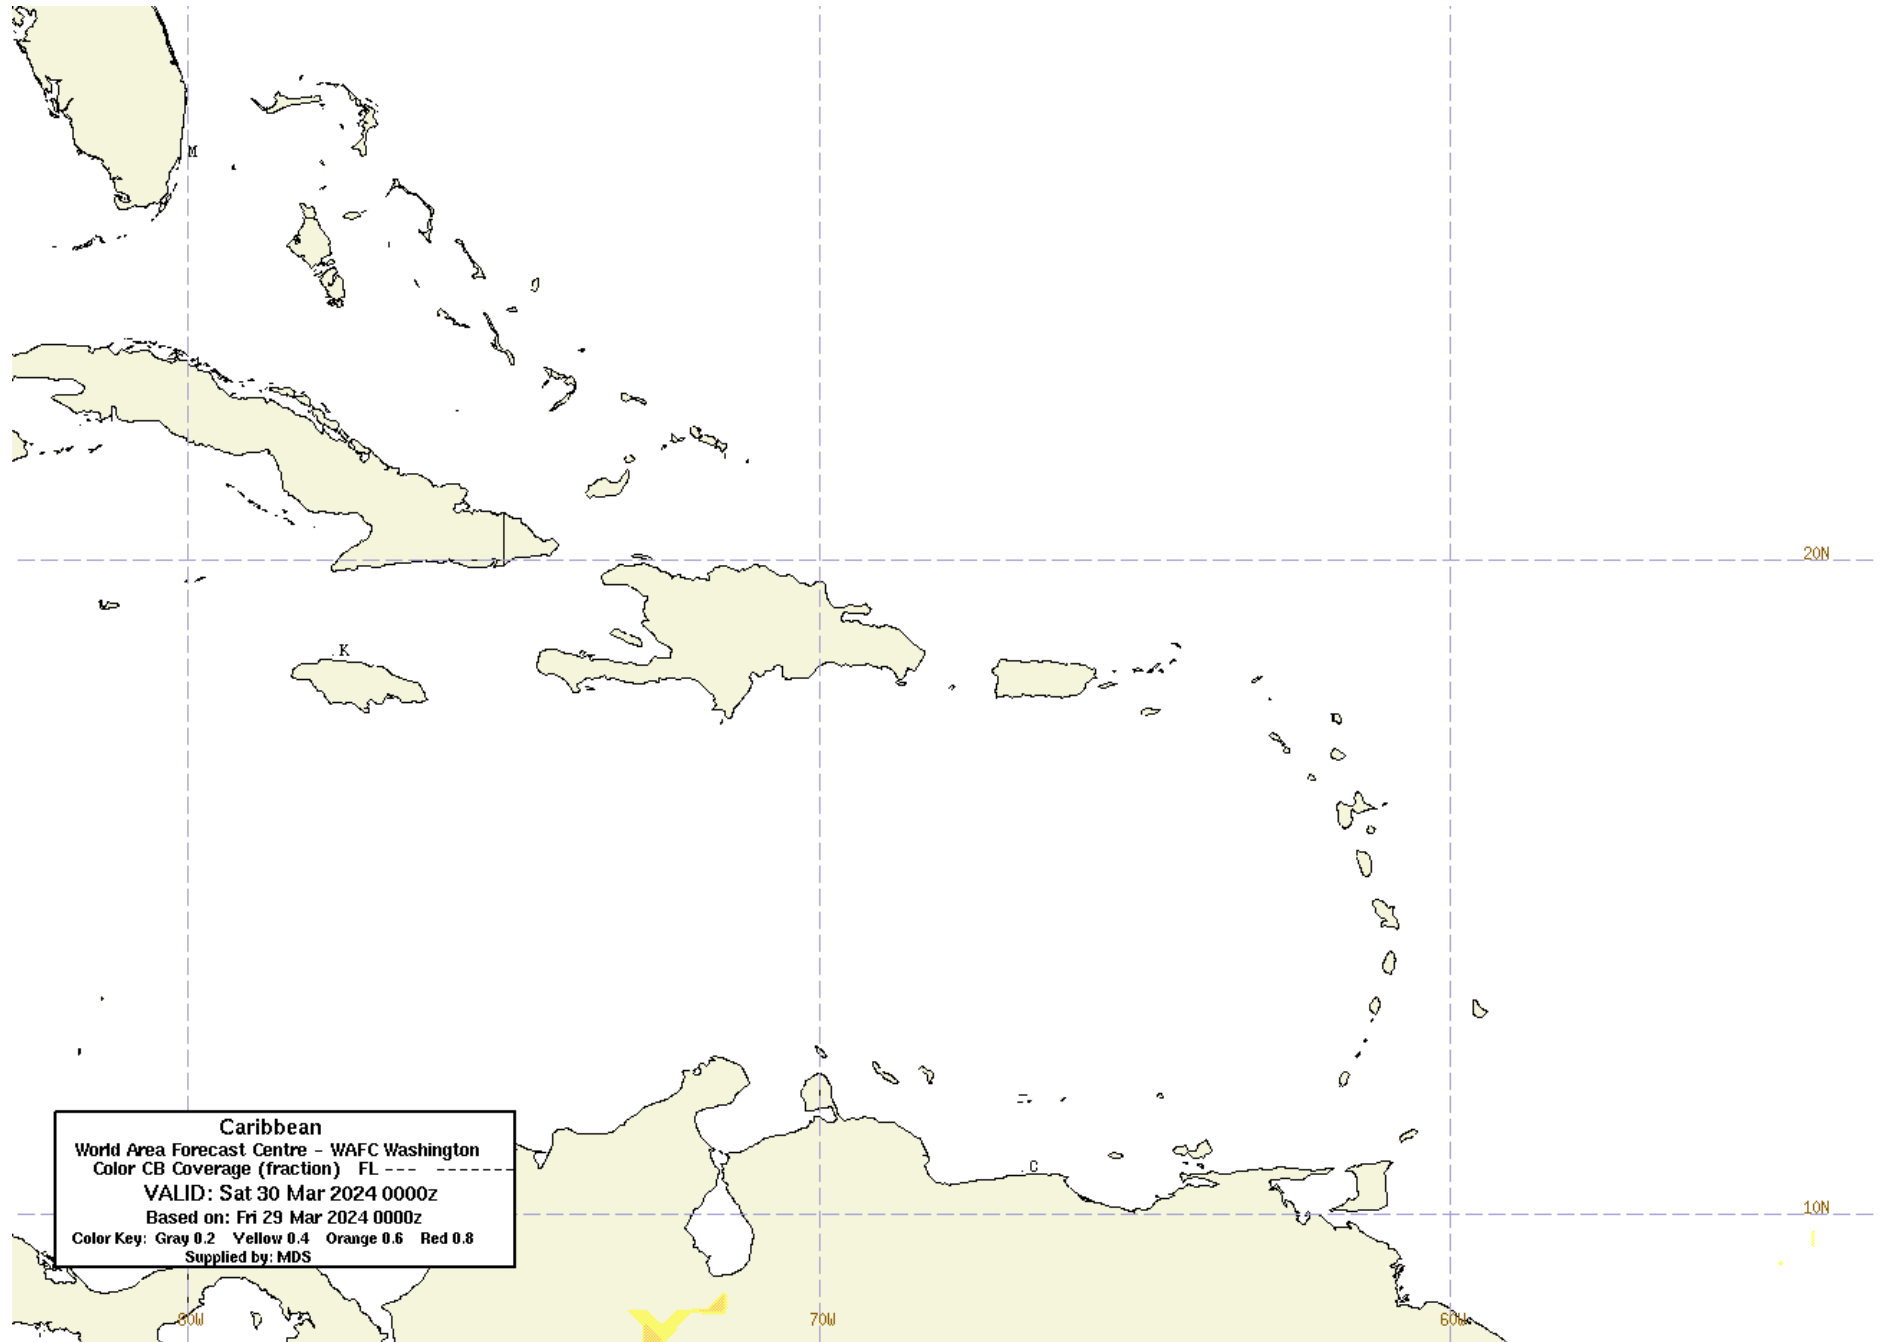 M
20N
K
C
Caribbean
World Area Forecast Centre - WAFC Washington
Color CB Coverage (fraction) FL --- --------
VALID: Sat 30 Mar 2024 0000z
Based on: Fri 29 Mar 2024 0000z
Color Key: Gray 0.2 Yellow 0.4 Orange 0.6 Red 0.8
Supplied by: MDS
10N
80W 70W 60W